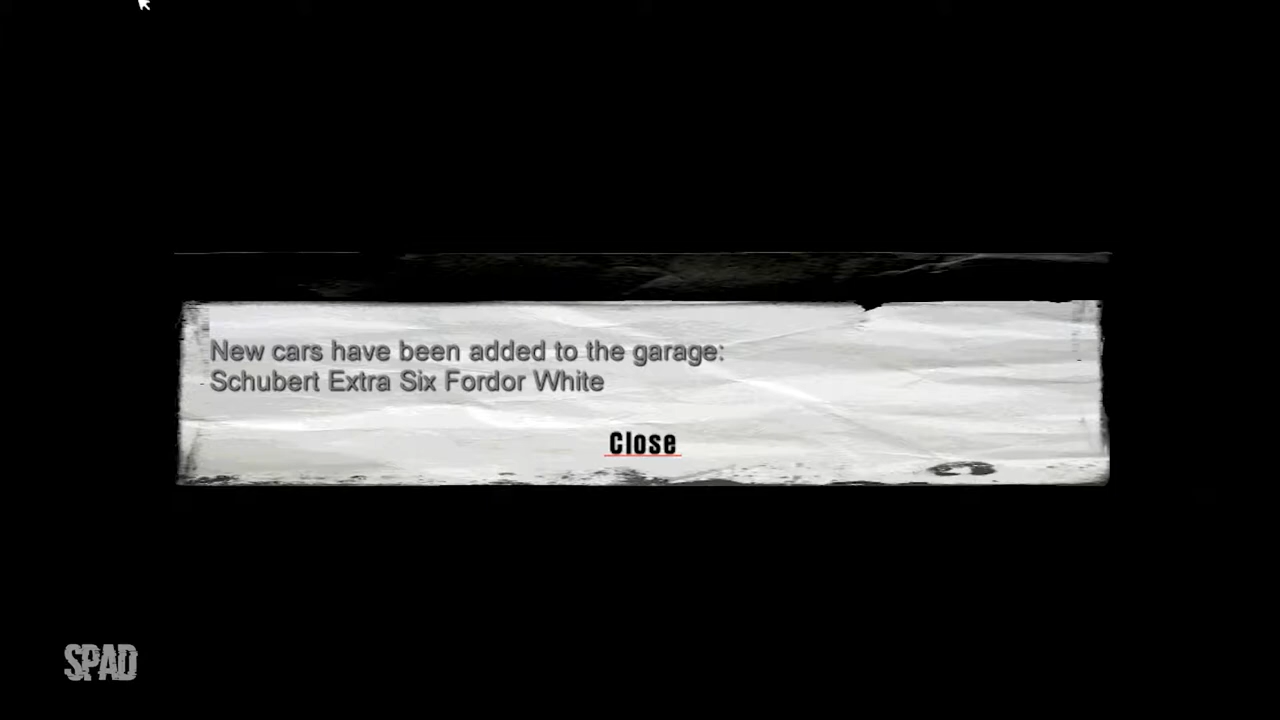 New cars have been added to the garage:
Schubert Extra Six Fordor White
Close
SPAD